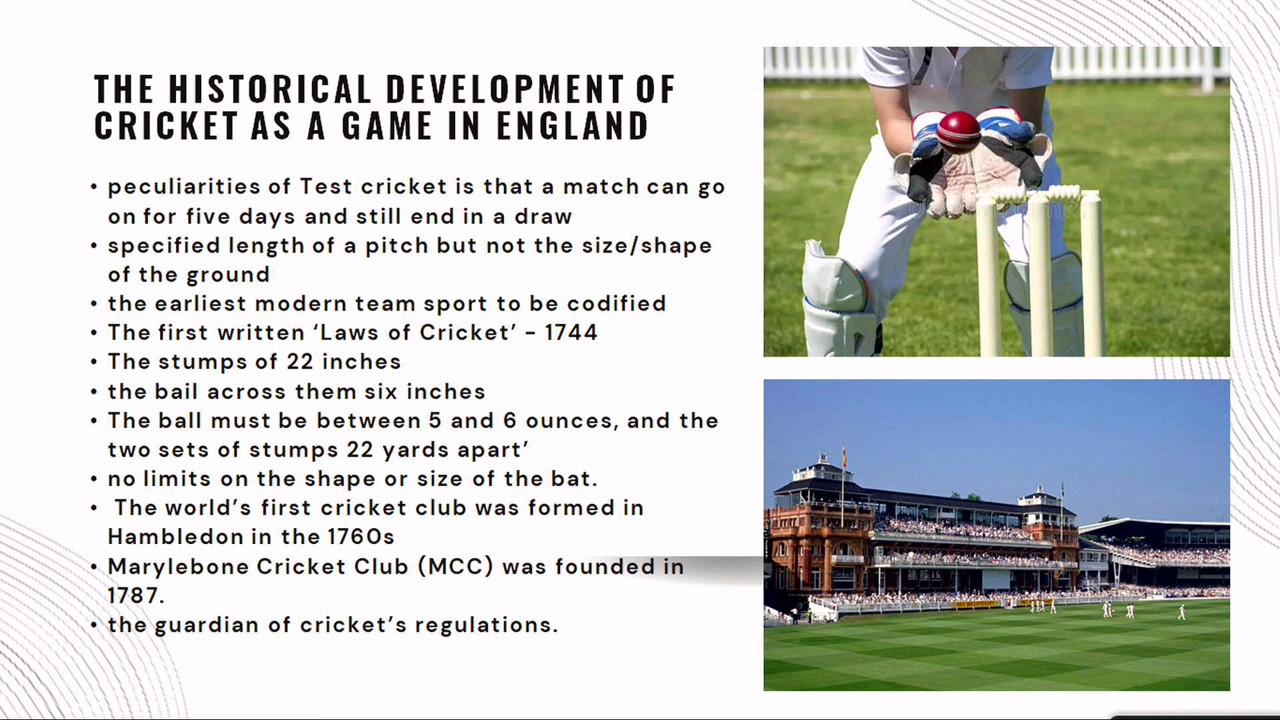 THE HISTORICAL DEVELOPMENT OF
CRICKET AS A GAME IN ENGLAND
• peculiarities of Test cricket is that a match can go
on for five days and still end in a draw
• specified length of a pitch but not the size/shape
of the ground
• the earliest modern team sport to be codified
• The first written ‘Laws of Cricket’ – 1744
• The stumps of 22 inches
• the bail across them six inches
• The ball must be between 5 and 6 ounces, and the
two sets of stumps 22 yards apart’
• no limits on the shape or size of the bat.
• The world’s first cricket club was formed in
Hambledon in the 1760s
• Marylebone Cricket Club (MCC) was founded in
1787.
• the guardian of cricket’s regulations.